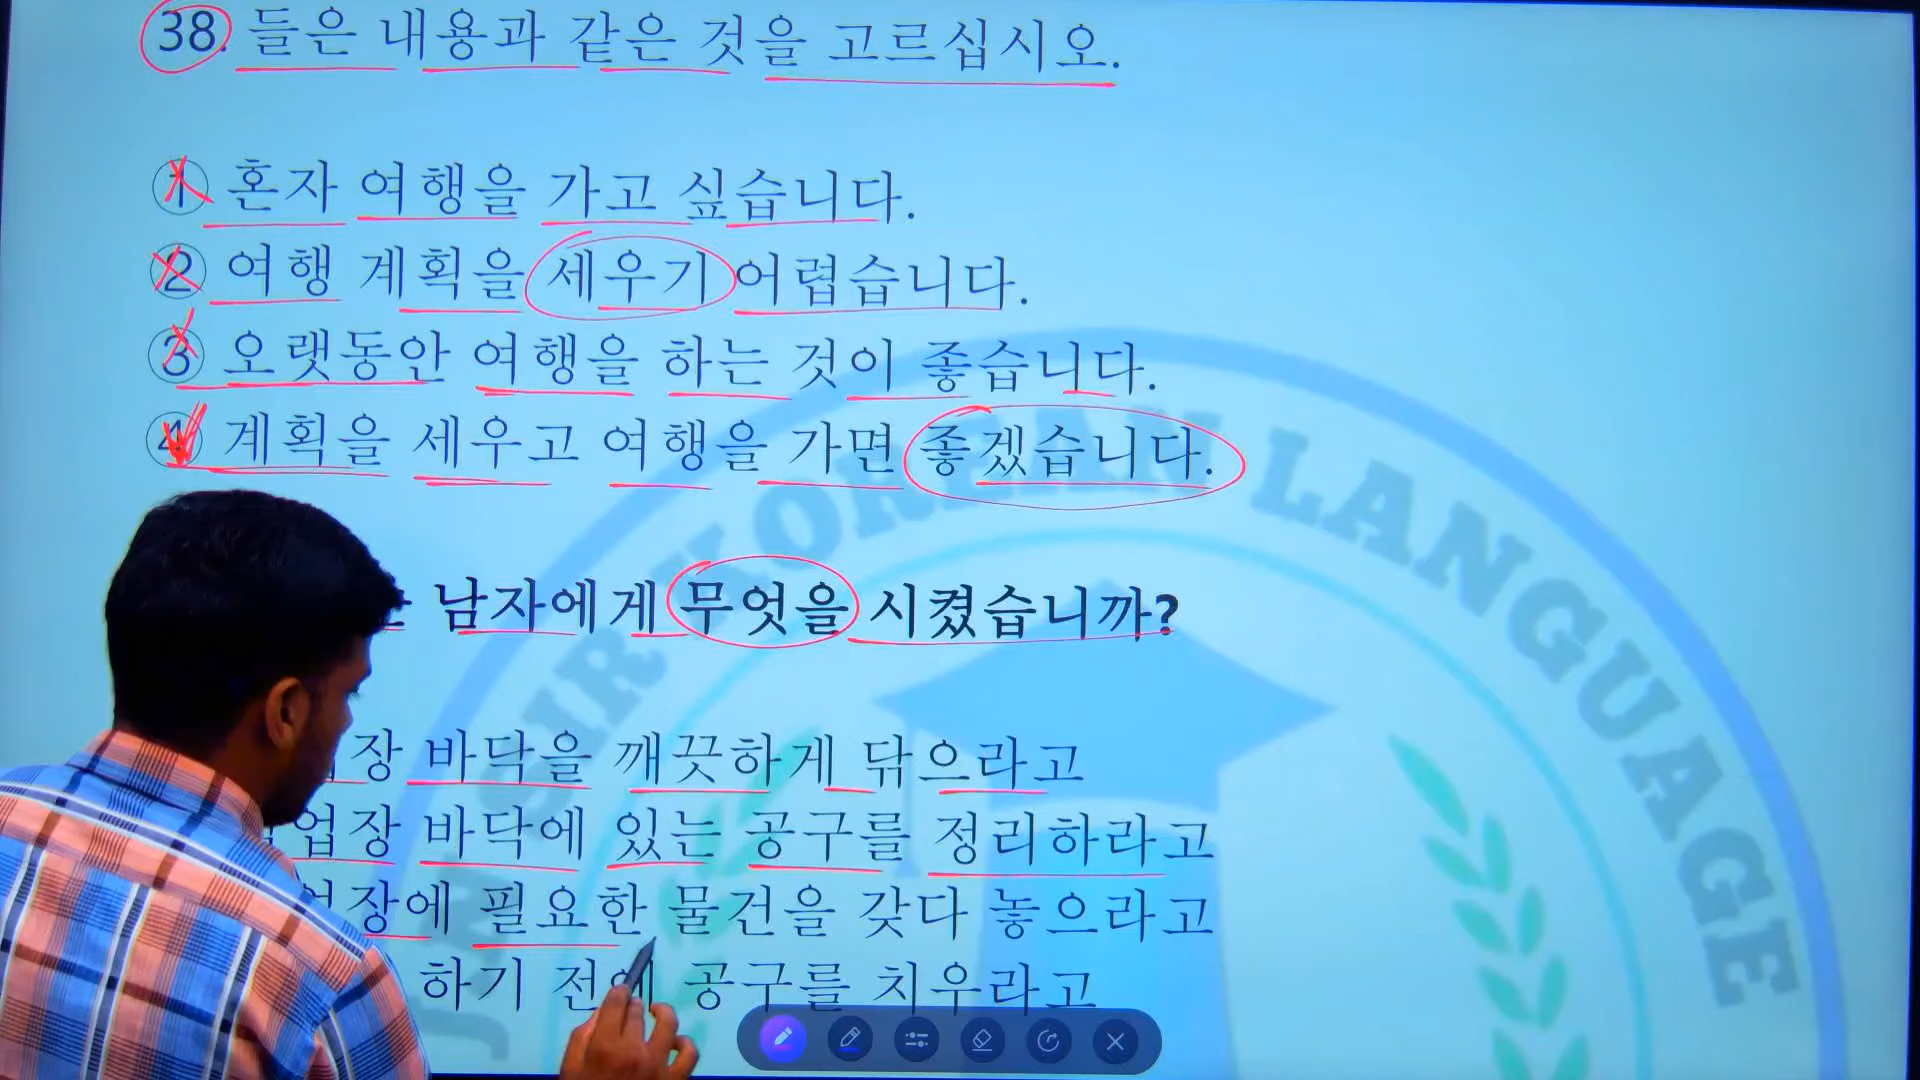 38. 들은 내용과 같은 것을 고르십시오.
① 혼자 여행을 가고 싶습니다.
② 여행 계획을 세우기 어렵습니다.
③ 오랫동안 여행을 하는 것이 좋습니다.
④ 계획을 세우고 여행을 가면 좋겠습니다.
남자에게 무엇을 시켰습니까?
바닥을 깨끗하게 닦으라고
바닥에 있는 공구를 정리하라고
필요한 물건을 갖다 놓으라고
하기 전에 공구를 치우라고
KOREAN LANGUAGE